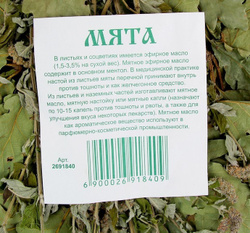 МЯТА
В листьях и соцветиях имеется эфирное масло
(1,5-3,5% на сухой вес). Мятное эфирное масло
содержит в основном ментол. В медицинской практике
настой из листьев мяты перечной принимают внутрь
против тошноты и как желчегонное средство.
Из листьев и наземных частей изготавливают мятное
масло, мятную настойку или мятные капли (назначают
по 10-15 капель против тошноты и рвоты, а также для
улучшения вкуса некоторых лекарств). Мятное масло
как ароматическое вещество используют в
парфюмерно-косметической промышленности.
Арт.
2691840
6 900026 918409